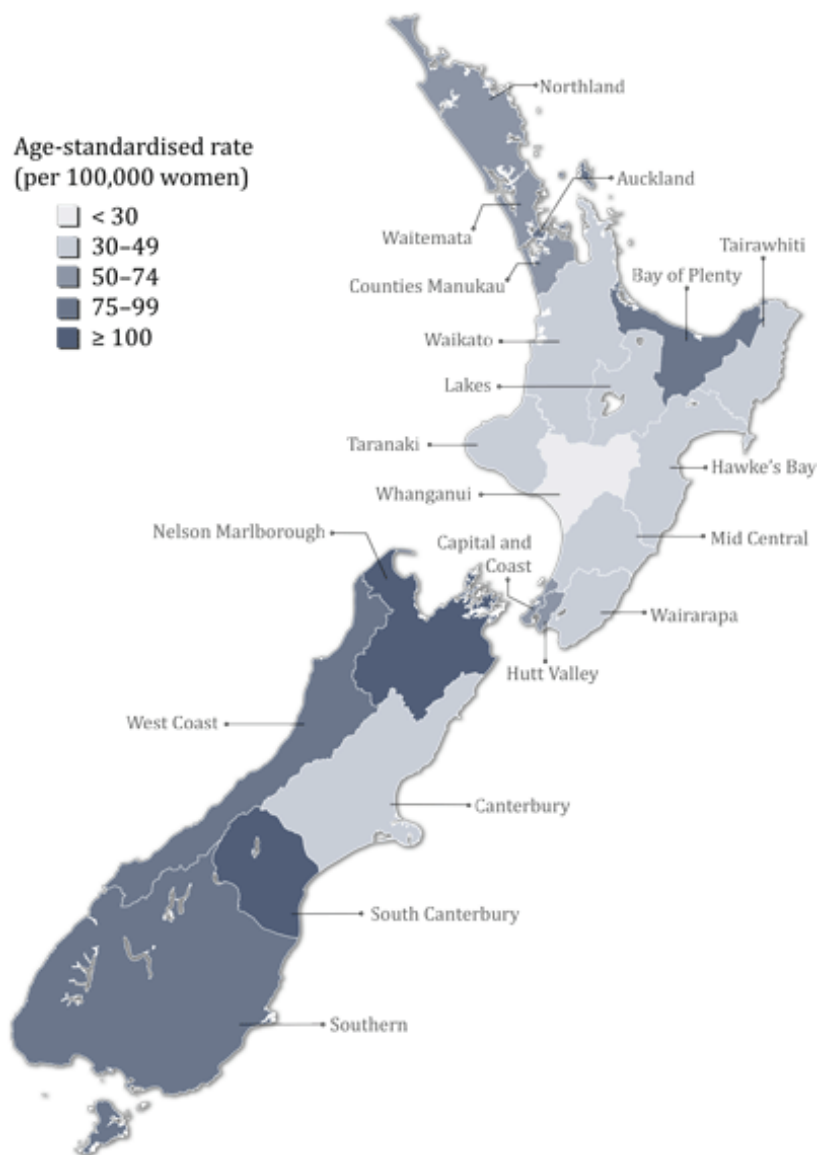 Northland
Age-standardised rate
(per 100,000 women)
< 30
30–49
50–74
75–99
≥ 100
Auckland
Waitemata
Tairawhiti
Bay of Plenty
Counties Manukau
Waikato
Lakes
Taranaki
Hawke's Bay
Whanganui
Nelson Marlborough
Capital and
Coast
Mid Central
Wairarapa
Hutt Valley
West Coast
Canterbury
South Canterbury
Southern